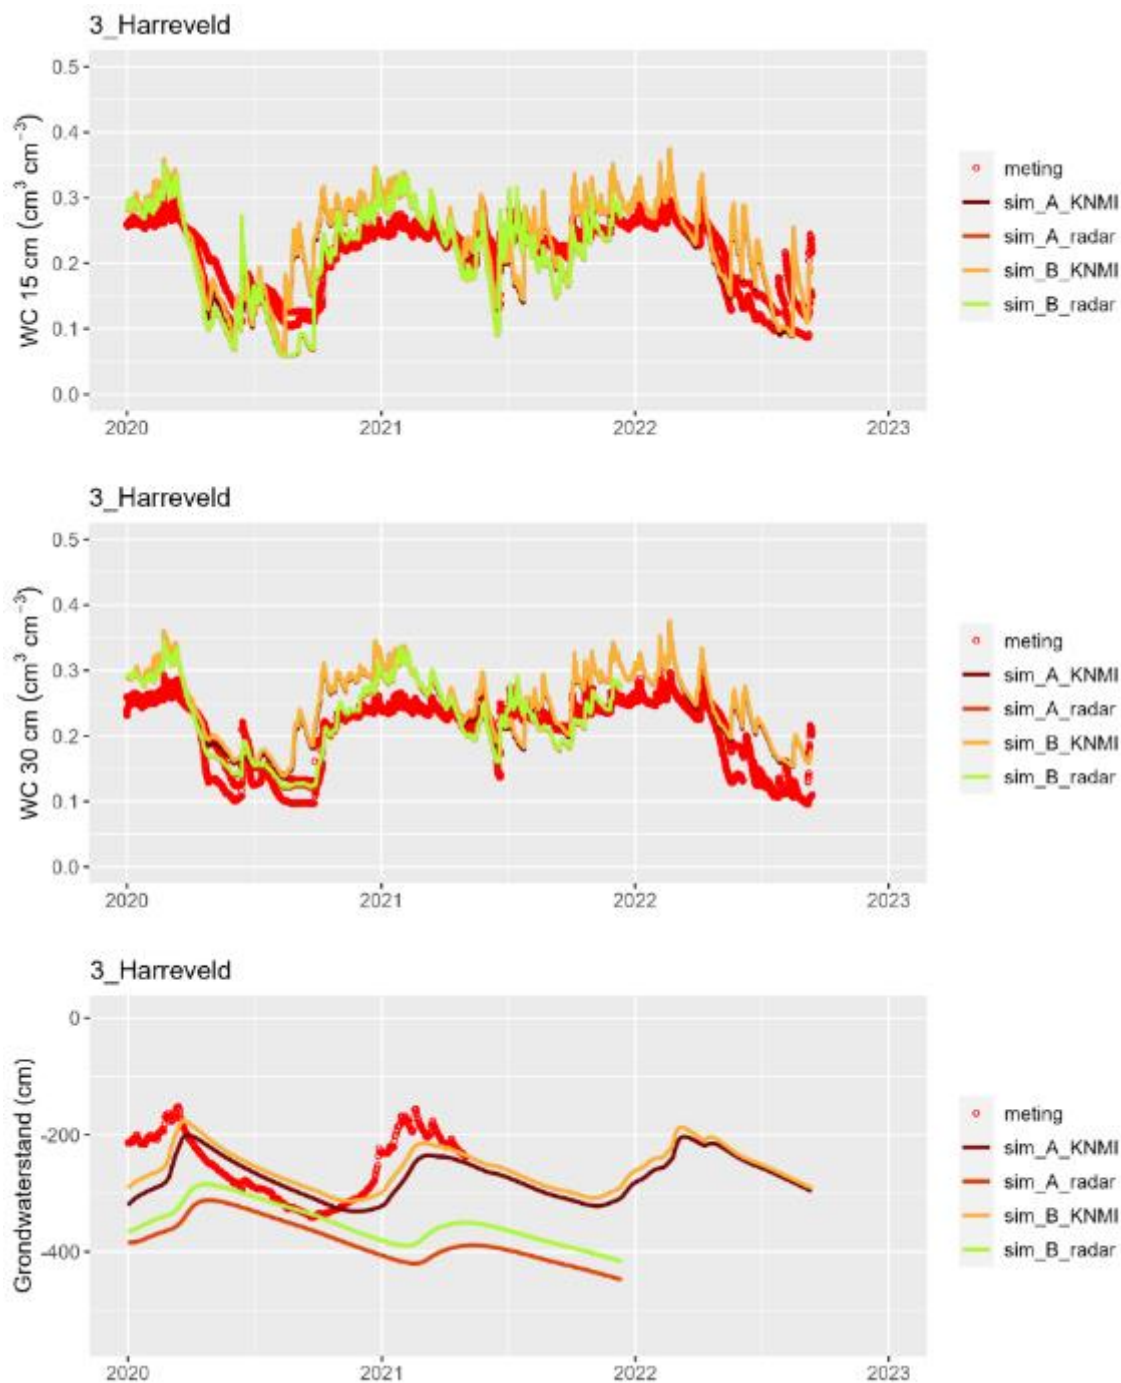 3_Harreveld
WC 15 cm (cm³ cm⁻³)
0.5
0.4
0.3
0.2
0.1
0.0
2020 2021 2022 2023
meting
sim_A_KNMI
sim_A_radar
sim_B_KNMI
sim_B_radar
3_Harreveld
WC 30 cm (cm³ cm⁻³)
0.5
0.4
0.3
0.2
0.1
0.0
2020 2021 2022 2023
meting
sim_A_KNMI
sim_A_radar
sim_B_KNMI
sim_B_radar
3_Harreveld
Grondwaterstand (cm)
0
-200
-400
2020 2021 2022 2023
meting
sim_A_KNMI
sim_A_radar
sim_B_KNMI
sim_B_radar